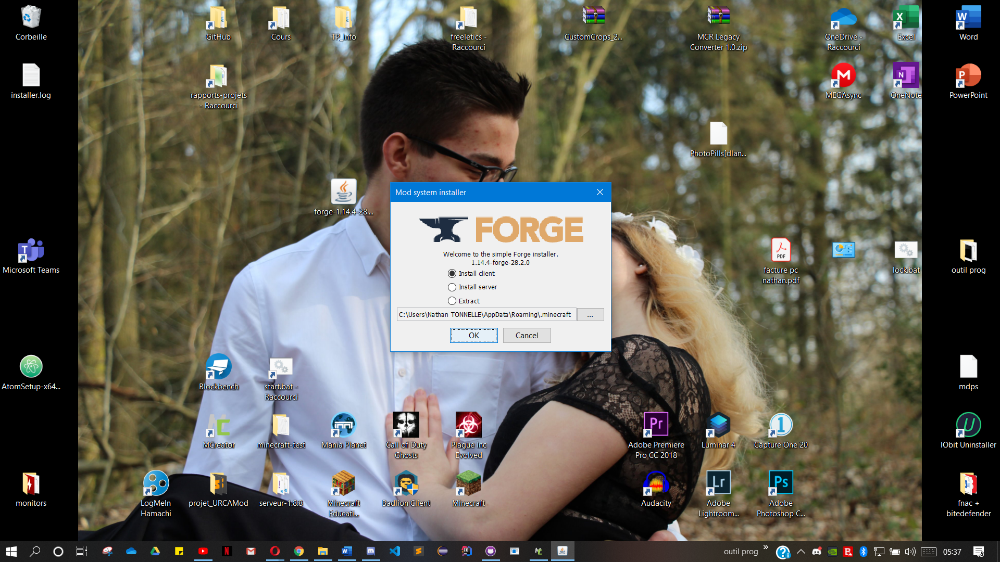 Corbeille
GitHub
Cours
TP_Info
freeletics -
Raccourci
CustomCrops_2...
MCR Legacy
Converter 1.0.zip
OneDrive -
Raccourci
Excel
Word
installer.log
rapports-projets
- Raccourci
MEGAsync
OneNote
PowerPoint
PhotoPills[dlan...
forge-1.14.4-28....
Mod system installer
FORGE
Welcome to the simple Forge installer.
1.14.4-forge-28.2.0
Install client
Install server
Extract
C:\Users\Nathan TONNELLE\AppData\Roaming\.minecraft
...
OK
Cancel
Microsoft Teams
PDF
facture pc
nathan.pdf
lock.bat
outil prog
AtomSetup-x64...
Blockbench
start.bat -
Raccourci
mdps
MCreator
minecraft-test
Mania Planet
Call of Duty
Ghosts
Plague Inc
Evolved
Adobe Premiere
Pro CC 2018
Luminar 4
Capture One 20
IObit Uninstaller
monitors
LogMeIn
Hamachi
projet_URCAMod
serveur-1.8.8
Minecraft
Educati...
Badlion Client
Minecraft
Audacity
Adobe
Lightroom...
Adobe
Photoshop C...
fnac +
bitedefender
outil prog
05:37